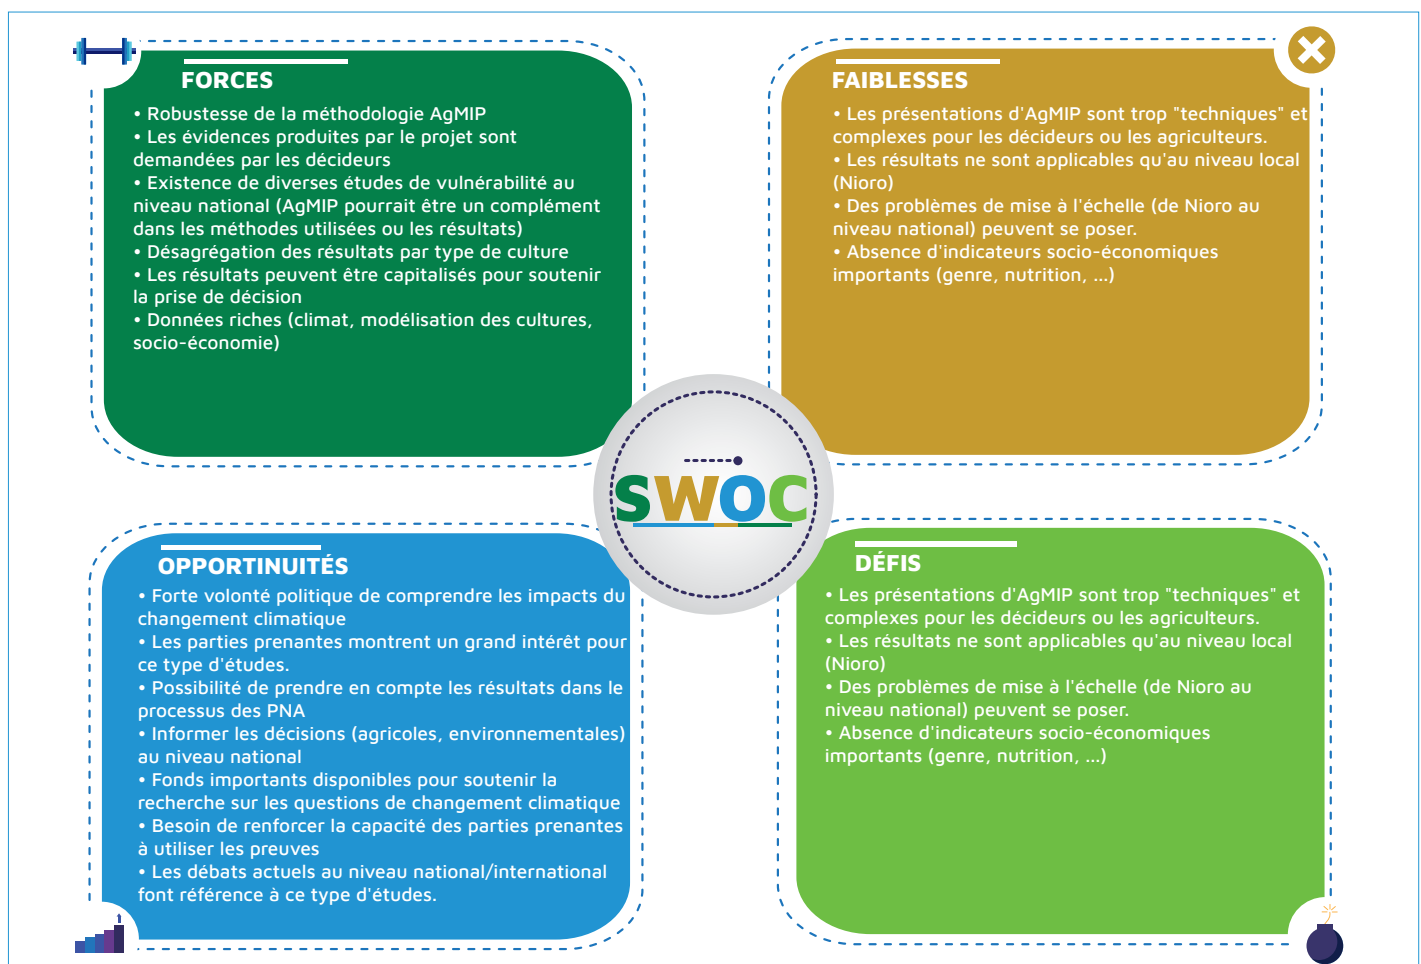 FORCES
• Robustesse de la méthodologie AgMIP
• Les évidences produites par le projet sont
demandées par les décideurs
• Existence de diverses études de vulnérabilité au
niveau national (AgMIP pourrait être un complément
dans les méthodes utilisées ou les résultats)
• Désagrégation des résultats par type de culture
• Les résultats peuvent être capitalisés pour soutenir
la prise de décision
• Données riches (climat, modélisation des cultures,
socio-économie)
FAIBLESSES
• Les présentations d'AgMIP sont trop "techniques" et
complexes pour les décideurs ou les agriculteurs.
• Les résultats ne sont applicables qu'au niveau local
(Nioro)
• Des problèmes de mise à l'échelle (de Nioro au
niveau national) peuvent se poser.
• Absence d'indicateurs socio-économiques
importants (genre, nutrition, ...)
SWOC
OPPORTINUITÉS
• Forte volonté politique de comprendre les impacts du
changement climatique
• Les parties prenantes montrent un grand intérêt pour
ce type d'études.
• Possibilité de prendre en compte les résultats dans le
processus des PNA
• Informer les décisions (agricoles, environnementales)
au niveau national
• Fonds importants disponibles pour soutenir la
recherche sur les questions de changement climatique
• Besoin de renforcer la capacité des parties prenantes
à utiliser les preuves
• Les débats actuels au niveau national/international
font référence à ce type d'études.
DÉFIS
• Les présentations d'AgMIP sont trop "techniques" et
complexes pour les décideurs ou les agriculteurs.
• Les résultats ne sont applicables qu'au niveau local
(Nioro)
• Des problèmes de mise à l'échelle (de Nioro au
niveau national) peuvent se poser.
• Absence d'indicateurs socio-économiques
importants (genre, nutrition, ...)